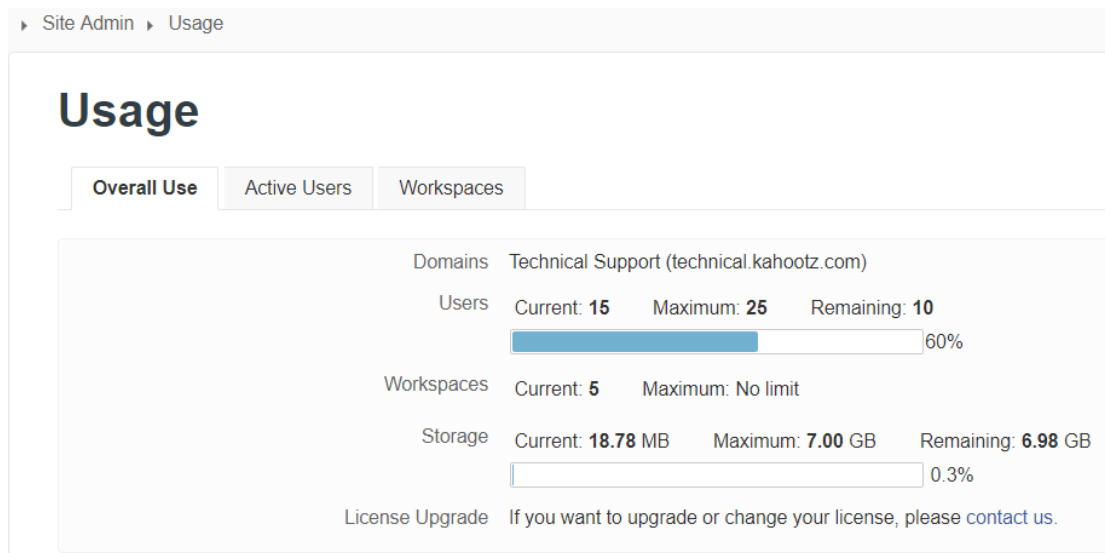 Site Admin Usage
Usage
Overall Use Active Users Workspaces
Domains Technical Support (technical.kahootz.com)
Users Current: 15 Maximum: 25 Remaining: 10
60%
Workspaces Current: 5 Maximum: No limit
Storage Current: 18.78 MB Maximum: 7.00 GB Remaining: 6.98 GB
0.3%
License Upgrade If you want to upgrade or change your license, please contact us.